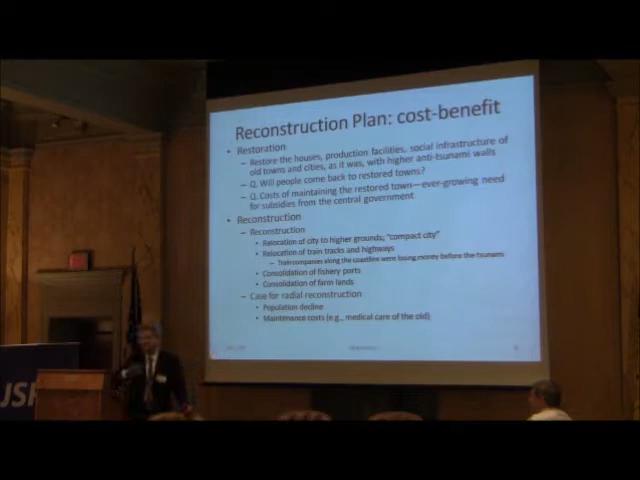 Reconstruction Plan: cost-benefit
• Restoration
– Restore the houses, production facilities, social infrastructure of
old towns and cities, as it was, with higher anti-tsunami walls
– Q. Will people come back to restored towns?
– Q. Costs of maintaining the restored town—ever-growing need
for subsidies from the central government
• Reconstruction
– Reconstruction
• Relocation of city to higher grounds; "compact city"
• Relocation of train tracks and highways
– Train companies along the coastline were losing money before the tsunami
• Consolidation of fishery ports
• Consolidation of farm lands
– Case for radial reconstruction
• Population decline
• Maintenance costs (e.g., medical care of the old)